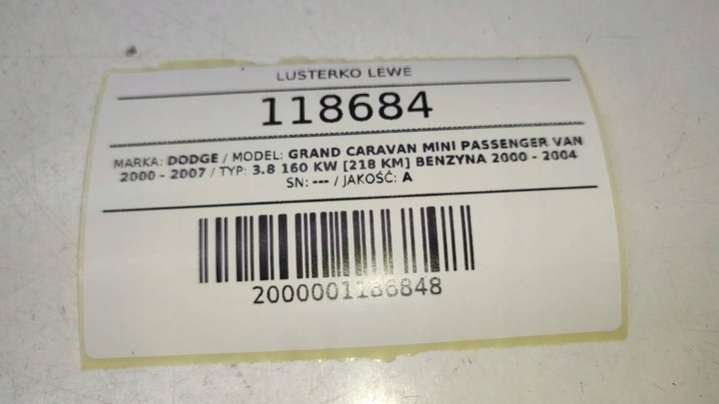 LUSTERKO LEWE
118684
MARKA: DODGE / MODEL: GRAND CARAVAN MINI PASSENGER VAN
2000 - 2007 / TYP: 3.8 160 KW [218 KM] BENZYNA 2000 - 2004
SN: --- / JAKOŚĆ: A
2000001186848